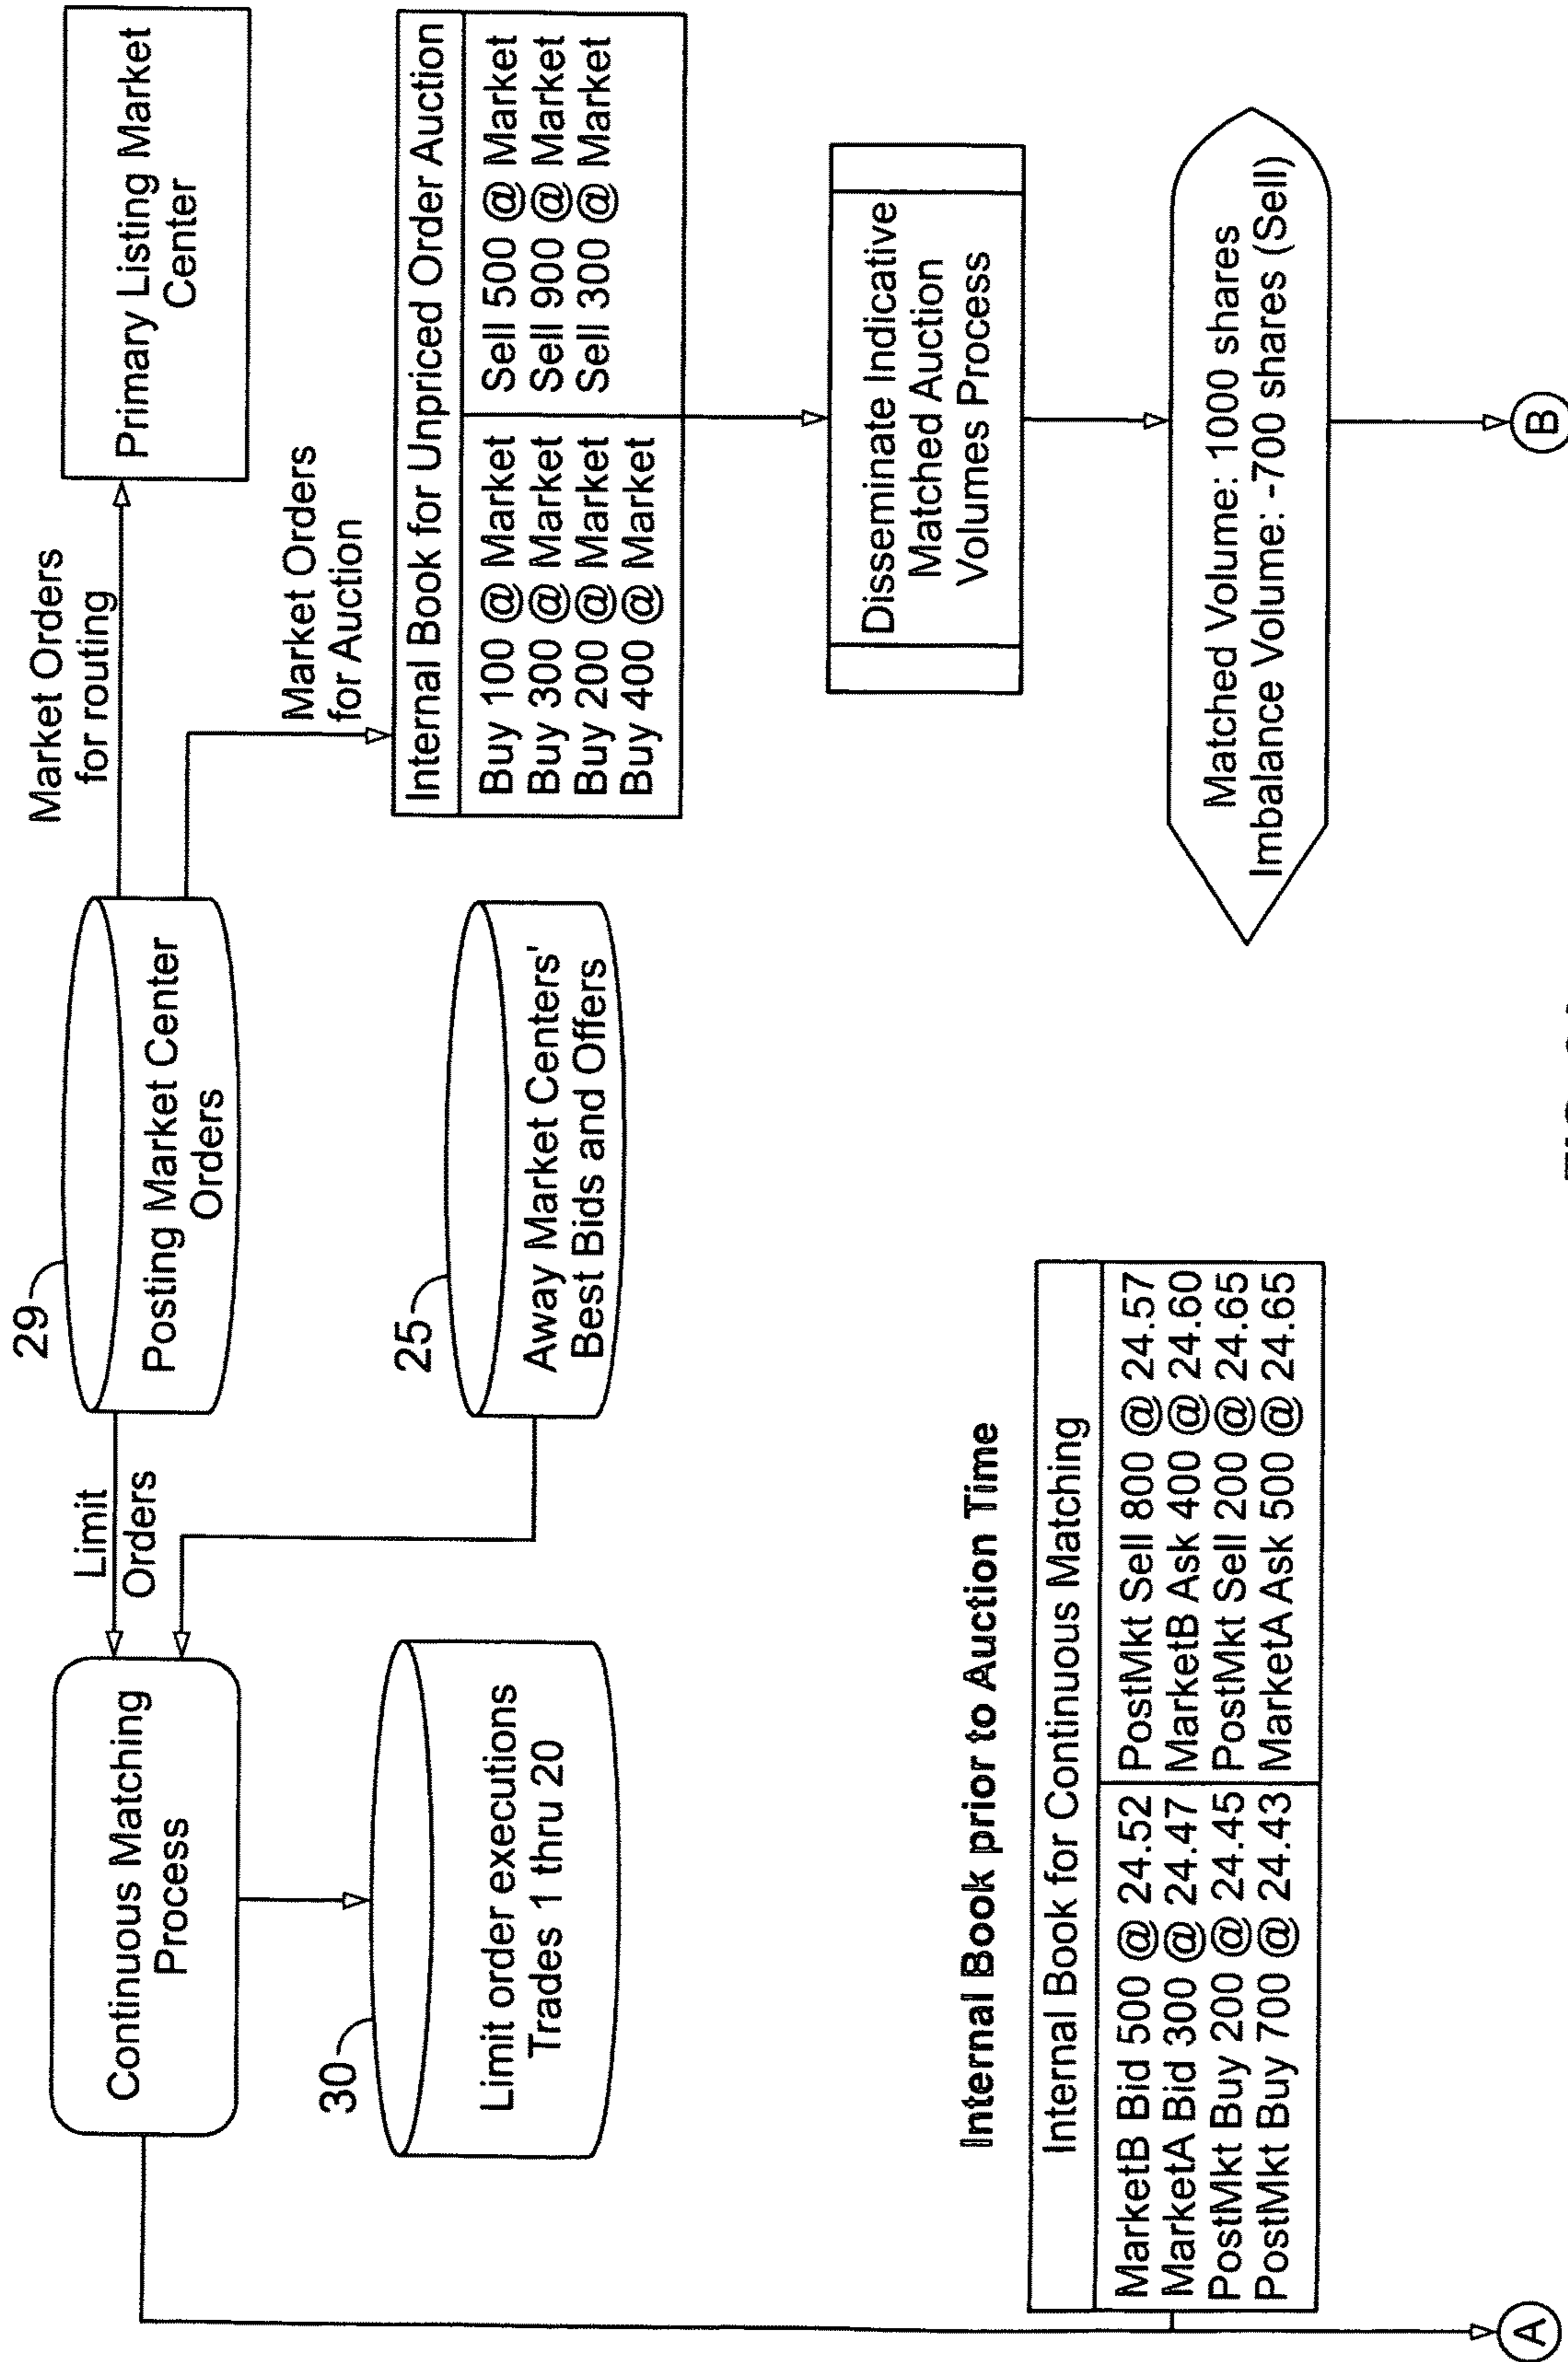 29
Continuous Matching
Process
Limit
Orders
Posting Market Center
Orders
Market Orders
for routing
Primary Listing Market
Center
Market Orders
for Auction
30
Limit order executions
Trades 1 thru 20
25
Away Market Centers'
Best Bids and Offers
Internal Book for Unpriced Order Auction
Buy 100 @ Market Sell 500 @ Market
Buy 300 @ Market Sell 900 @ Market
Buy 200 @ Market Sell 300 @ Market
Buy 400 @ Market
Disseminate Indicative
Matched Auction
Volumes Process
Internal Book prior to Auction Time
Internal Book for Continuous Matching
MarketB Bid 500 @ 24.52 PostMkt Sell 800 @ 24.57
MarketA Bid 300 @ 24.47 MarketB Ask 400 @ 24.60
PostMkt Buy 200 @ 24.45 PostMkt Sell 200 @ 24.65
PostMkt Buy 700 @ 24.43 MarketA Ask 500 @ 24.65
Matched Volume: 1000 shares
Imbalance Volume: -700 shares (Sell)
A
B